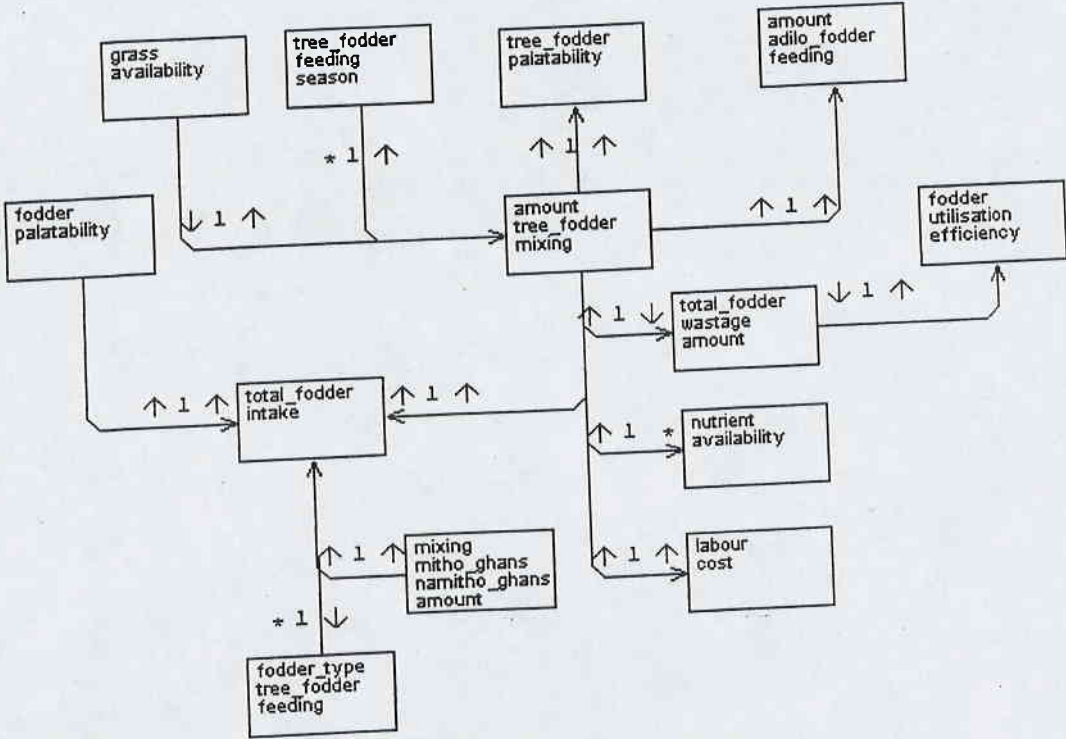 grass
availability
tree_fodder
feeding
season
tree_fodder
palatability
amount
adilo_fodder
feeding
* 1 ↑
↑ 1 ↑
fodder
palatability
↓ 1 ↑
amount
tree_fodder
mixing
↑ 1 ↑
fodder
utilisation
efficiency
↑ 1 ↓
total_fodder
wastage
amount
↓ 1 ↑
↑ 1 ↑
total_fodder
intake
↑ 1 ↑
↑ 1 *
nutrient
availability
↑ 1 ↑
mixing
mitho_ghans
namitho_ghans
amount
↑ 1 ↑
labour
cost
* 1 ↓
fodder_type
tree_fodder
feeding